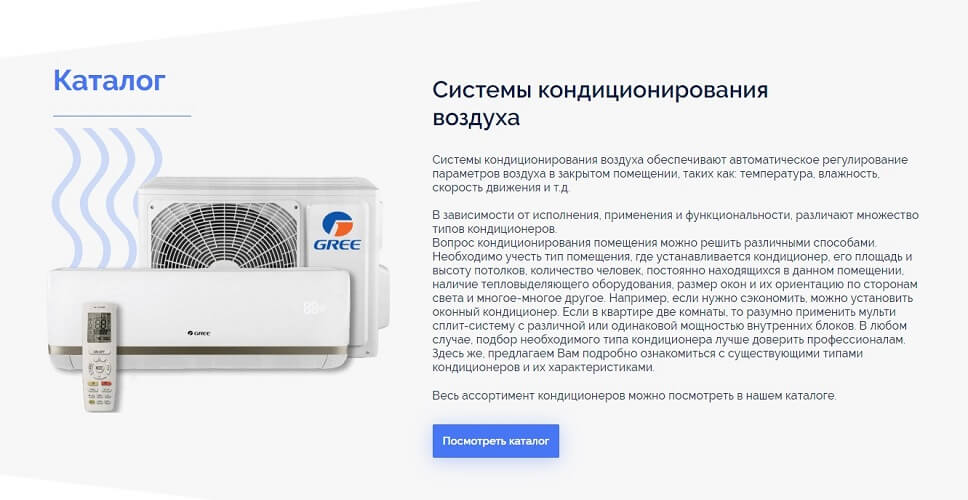 Каталог
GREE
GREE
Системы кондиционирования
воздуха
Системы кондиционирования воздуха обеспечивают автоматическое регулирование
параметров воздуха в закрытом помещении, таких как: температура, влажность,
скорость движения и т.д.
В зависимости от исполнения, применения и функциональности, различают множество
типов кондиционеров.
Вопрос кондиционирования помещения можно решить различными способами.
Необходимо учесть тип помещения, где устанавливается кондиционер, его площадь и
высоту потолков, количество человек, постоянно находящихся в данном помещении,
наличие тепловыделяющего оборудования, размер окон и их ориентацию по сторонам
света и многое-многое другое. Например, если нужно сэкономить, можно установить
оконный кондиционер. Если в квартире две комнаты, то разумно применить мульти
сплит-систему с различной или одинаковой мощностью внутренних блоков. В любом
случае, подбор необходимого типа кондиционера лучше доверить профессионалам.
Здесь же, предлагаем Вам подробно ознакомиться с существующими типами
кондиционеров и их характеристиками.
Весь ассортимент кондиционеров можно посмотреть в нашем каталоге.
Посмотреть каталог